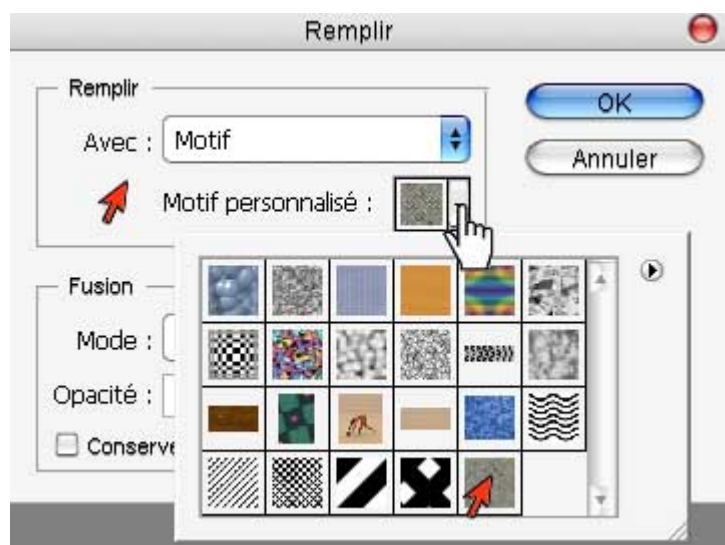 Remplir
Remplir
OK
Avec : Motif
Annuler
Motif personnalisé :
Fusion
Mode :
Opacité :
Conserve